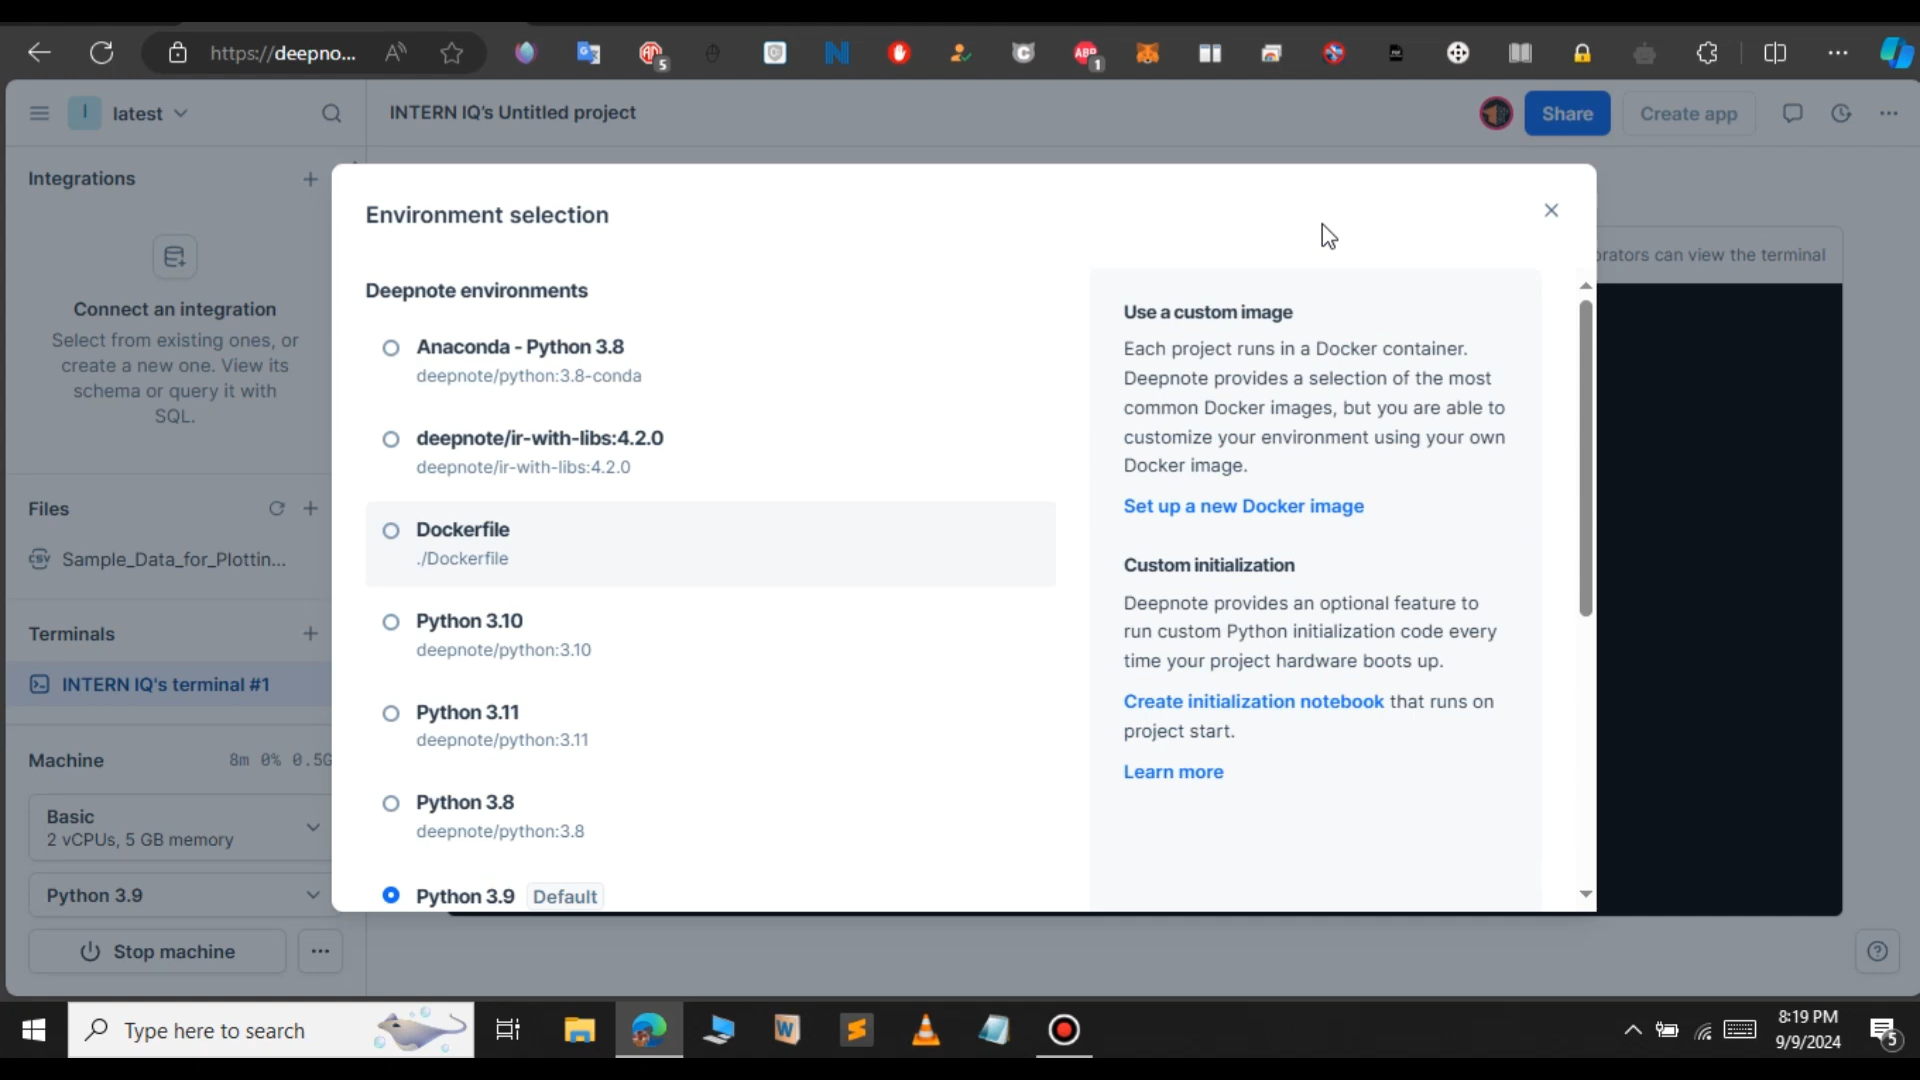 https://deepno...
5
1
I
latest
INTERN IQ's Untitled project
Share
Create app
Integrations
Connect an integration
Select from existing ones, or
create a new one. View its
schema or query it with
SQL.
Files
Sample_Data_for_Plottin...
Terminals
INTERN IQ's terminal #1
Machine
8m 0% 0.5G
Basic
2 vCPUs, 5 GB memory
Python 3.9
Stop machine
Environment selection
Deepnote environments
Anaconda - Python 3.8
deepnote/python:3.8-conda
deepnote/ir-with-libs:4.2.0
deepnote/ir-with-libs:4.2.0
Dockerfile
./Dockerfile
Python 3.10
deepnote/python:3.10
Python 3.11
deepnote/python:3.11
Python 3.8
deepnote/python:3.8
Python 3.9 Default
Use a custom image
Each project runs in a Docker container.
Deepnote provides a selection of the most
common Docker images, but you are able to
customize your environment using your own
Docker image.
Set up a new Docker image
Custom initialization
Deepnote provides an optional feature to
run custom Python initialization code every
time your project hardware boots up.
Create initialization notebook that runs on
project start.
Learn more
can view the terminal
Type here to search
8:19 PM
9/9/2024
5